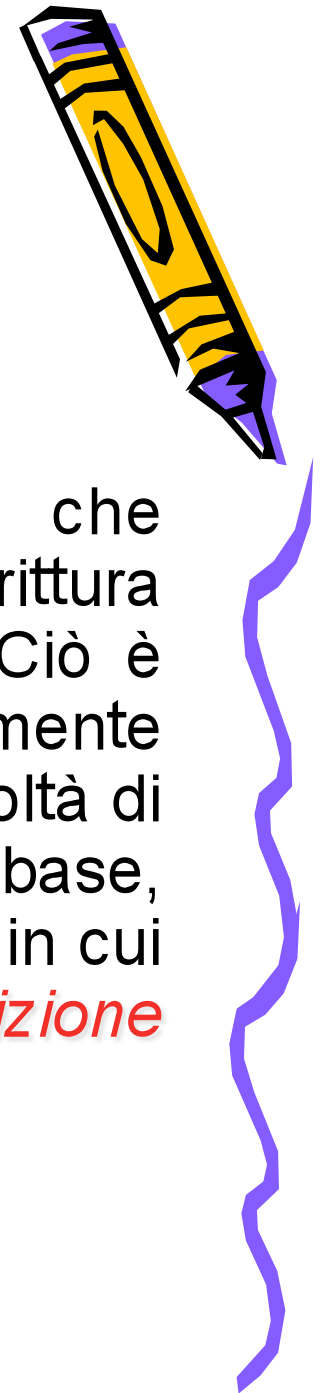 che
rittura
Ciò è
mente
oltà di
base,
in cui
izione